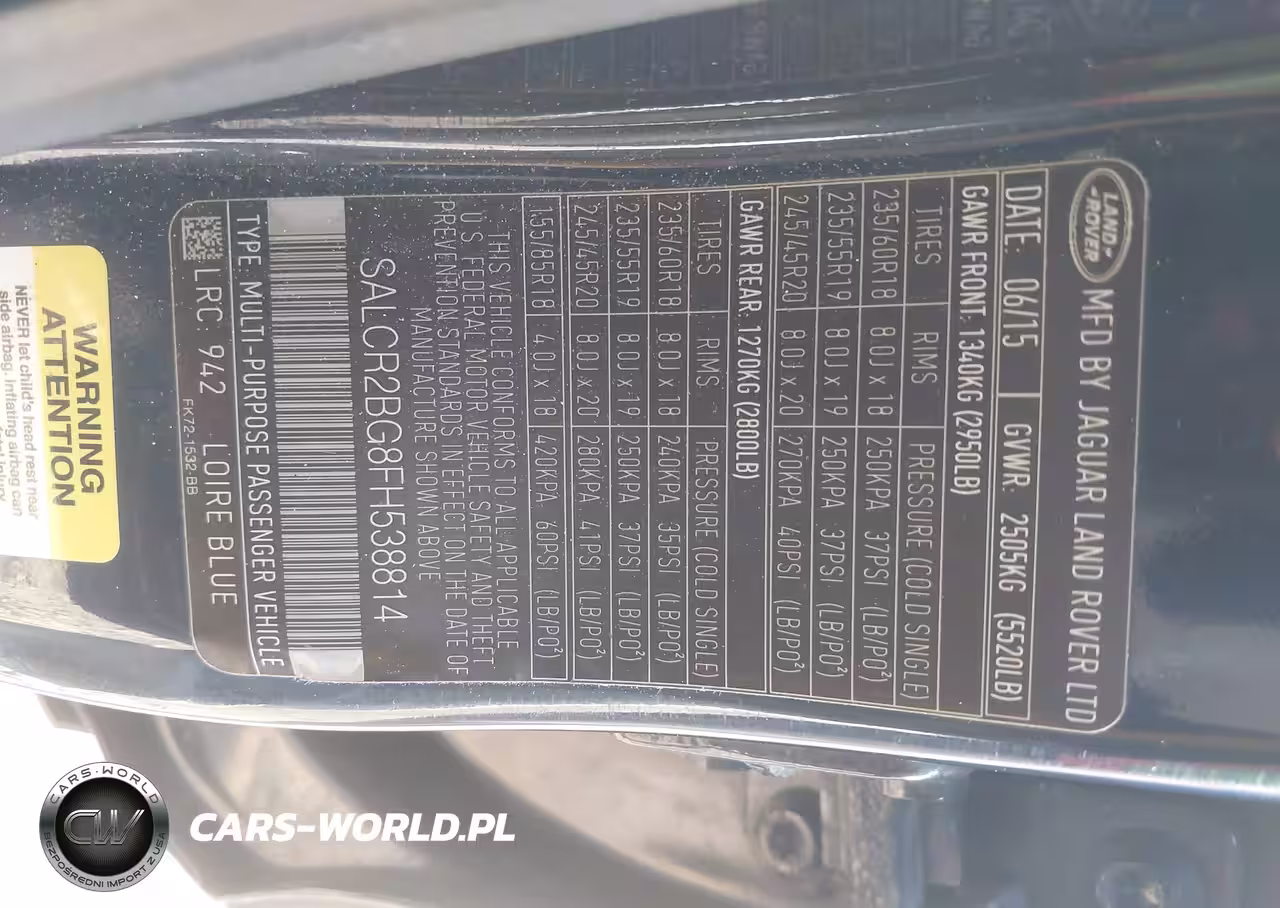 LAND-
-ROVER
MFD BY JAGUAR LAND ROVER LTD
DATE: 06/15 GVWR: 2505KG (5520LB)
GAWR FRONT: 1340KG (2950LB)
TIRES RIMS PRESSURE (COLD SINGLE)
235/60R18 8.0J x 18 250KPA 37PSI (LB/PO²)
235/55R19 8.0J x 19 250KPA 37PSI (LB/PO²)
245/45R20 8.0J x 20 270KPA 40PSI (LB/PO²)
GAWR REAR: 1270KG (2800LB)
TIRES RIMS PRESSURE (COLD SINGLE)
235/60R18 8.0J x 18 240KPA 35PSI (LB/PO²)
235/55R19 8.0J x 19 250KPA 37PSI (LB/PO²)
245/45R20 8.0J x 20 280KPA 41PSI (LB/PO²)
155/85R18 4.0J x 18 420KPA 60PSI (LB/PO²)
THIS VEHICLE CONFORMS TO ALL APPLICABLE
U.S. FEDERAL MOTOR VEHICLE SAFETY AND THEFT
PREVENTION STANDARDS IN EFFECT ON THE DATE OF
MANUFACTURE SHOWN ABOVE
SALCR2BG8FH538814
TYPE: MULTI-PURPOSE PASSENGER VEHICLE
LRC: 942 LOIRE BLUE
FK72-1532-BB
WARNING
ATTENTION
NEVER let child's head rest near
side airbag. Inflating airbag can
CARS-WORLD
CW
BEZPOŚREDNI IMPORT Z USA
CARS-WORLD.PL